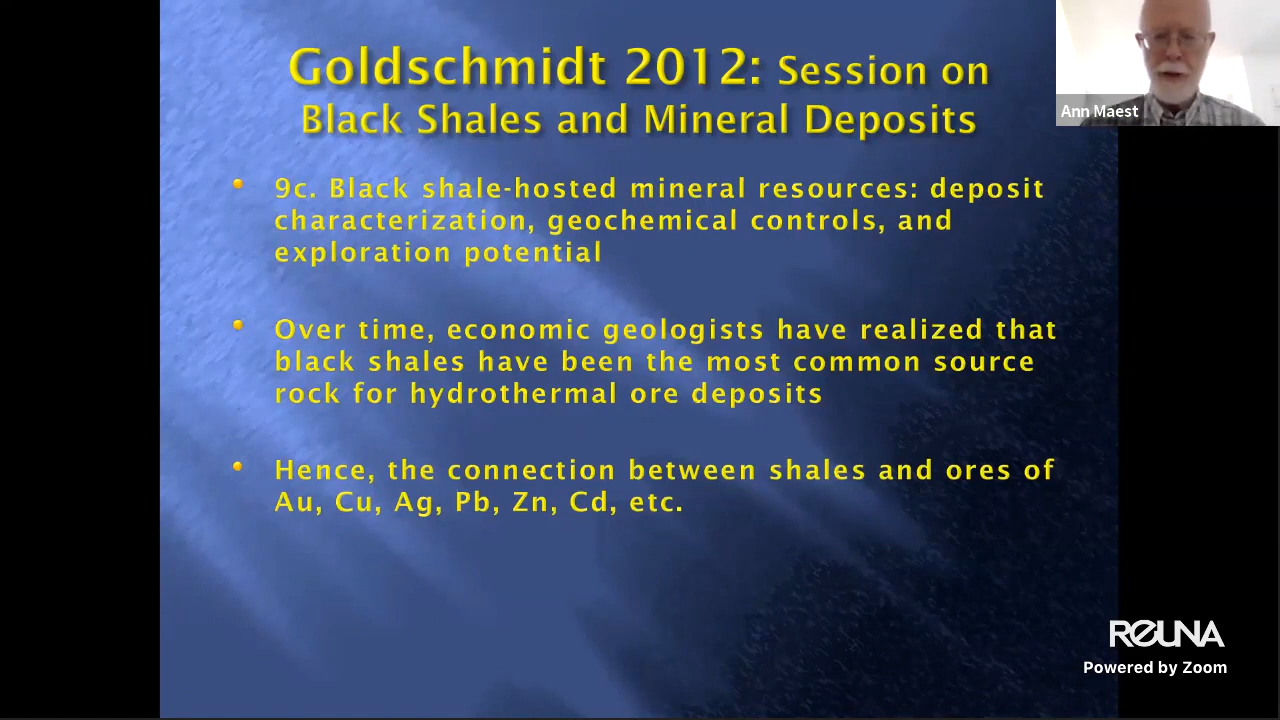 Goldschmidt 2012: Session on
Black Shales and Mineral Deposits
Ann Maest
• 9c. Black shale-hosted mineral resources: deposit
characterization, geochemical controls, and
exploration potential
• Over time, economic geologists have realized that
black shales have been the most common source
rock for hydrothermal ore deposits
• Hence, the connection between shales and ores of
Au, Cu, Ag, Pb, Zn, Cd, etc.
REUNA
Powered by Zoom